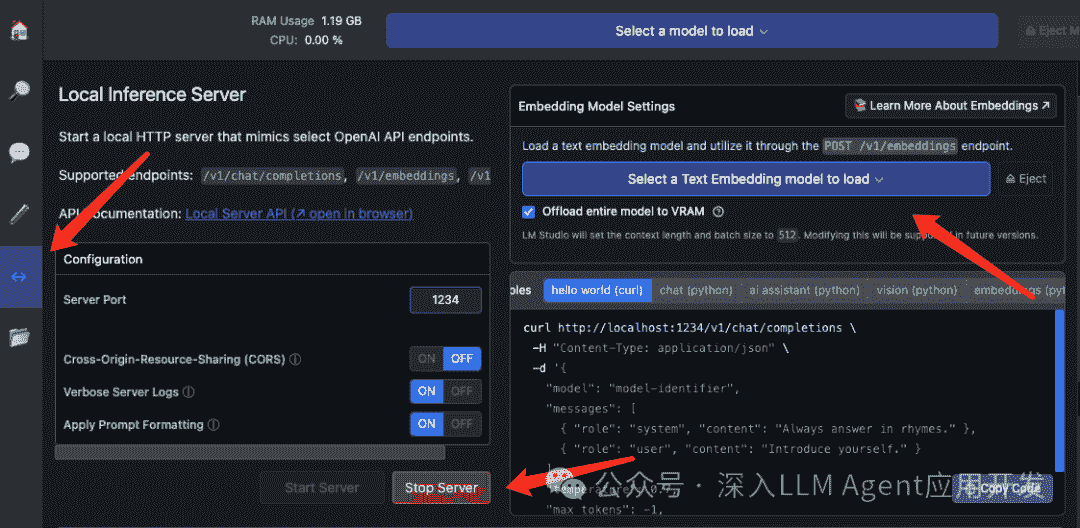 RAM Usage 1.19 GB
CPU: 0.00 %
Select a model to load
Eject M
Local Inference Server
Start a local HTTP server that mimics select OpenAI API endpoints.
Supported endpoints: /v1/chat/completions, /v1/embeddings, /v1
API Documentation: Local Server API (↗ open in browser)
Configuration
Server Port 1234
Cross-Origin-Resource-Sharing (CORS) ON OFF
Verbose Server Logs ON OFF
Apply Prompt Formatting ON OFF
Start Server Stop Server
Embedding Model Settings
Learn More About Embeddings ↗
Load a text embedding model and utilize it through the POST /v1/embeddings endpoint.
Select a Text Embedding model to load
Eject
Offload entire model to VRAM
LM Studio will set the context length and batch size to 512. Modifying this will be supported in future versions.
ples hello world (curl) chat (python) ai assistant (python) vision (python) embeddings (pyt
curl http://localhost:1234/v1/chat/completions \
-H "Content-Type: application/json" \
-d '{
"model": "model-identifier",
"messages": [
{ "role": "system", "content": "Always answer in rhymes." },
{ "role": "user", "content": "Introduce yourself." }
]
公众号 · 深入LLM Agent应用开发
Copy Code
"max_tokens": -1,